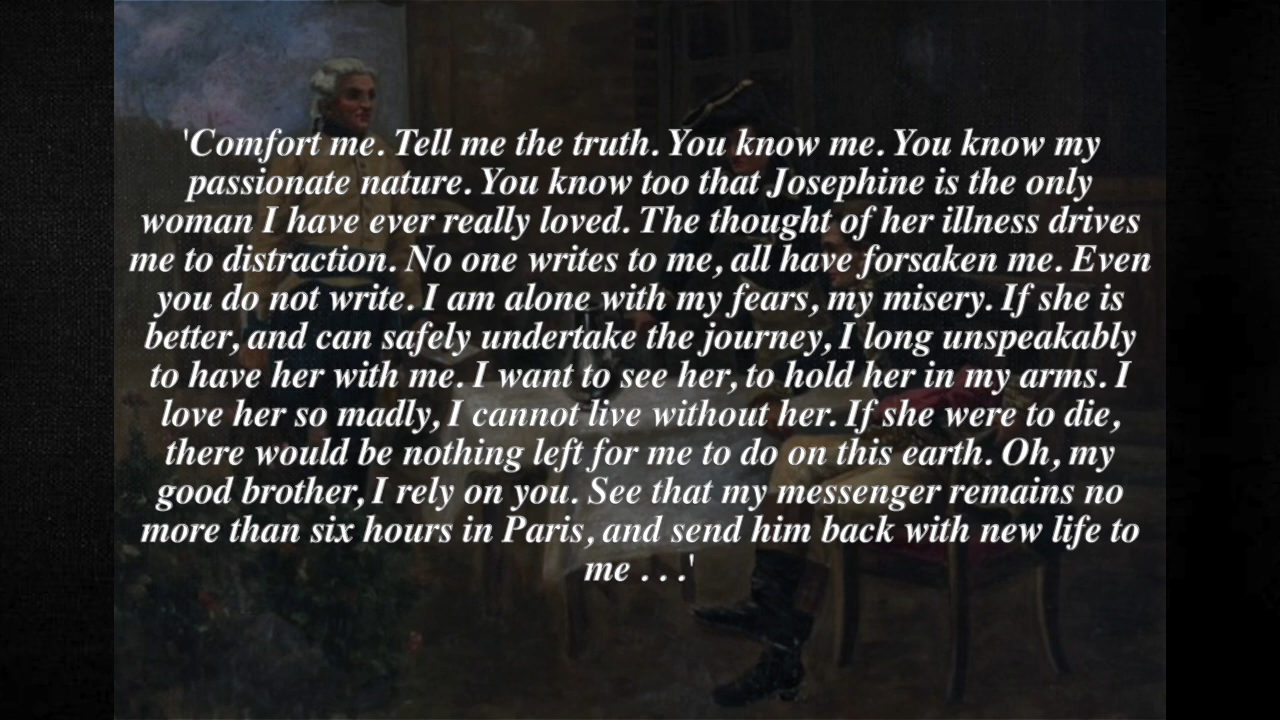 'Comfort me. Tell me the truth. You know me. You know my
passionate nature. You know too that Josephine is the only
woman I have ever really loved. The thought of her illness drives
me to distraction. No one writes to me, all have forsaken me. Even
you do not write. I am alone with my fears, my misery. If she is
better, and can safely undertake the journey, I long unspeakably
to have her with me. I want to see her, to hold her in my arms. I
love her so madly, I cannot live without her. If she were to die,
there would be nothing left for me to do on this earth. Oh, my
good brother, I rely on you. See that my messenger remains no
more than six hours in Paris, and send him back with new life to
me . . .'